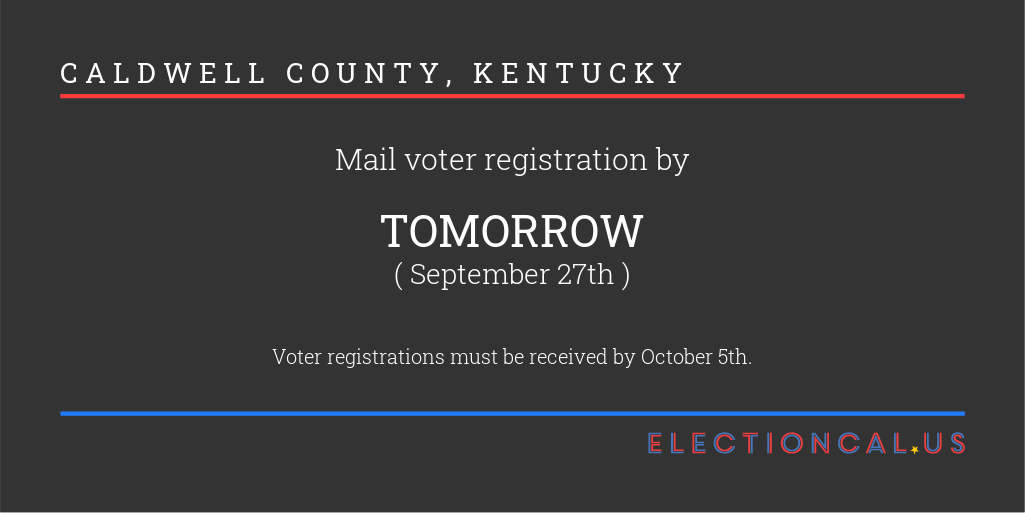 CALDWELL COUNTY, KENTUCKY
Mail voter registration by
TOMORROW
( September 27th )
Voter registrations must be received by October 5th.
ELECTIONCAL.US